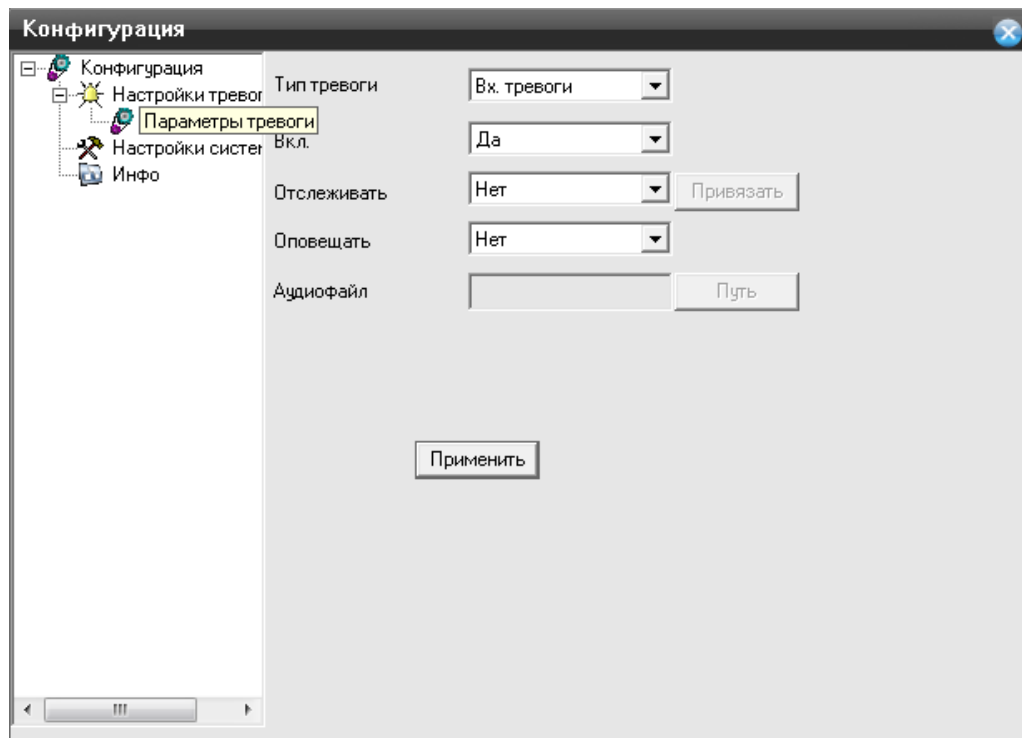 Конфигурация
Конфигурация
Настройки тревог
Параметры тревоги
Настройки систем
Инфо
Тип тревоги
Вх. тревоги
Вкл.
Да
Отслеживать
Нет
Привязать
Оповещать
Нет
Аудиофайл
Путь
Применить